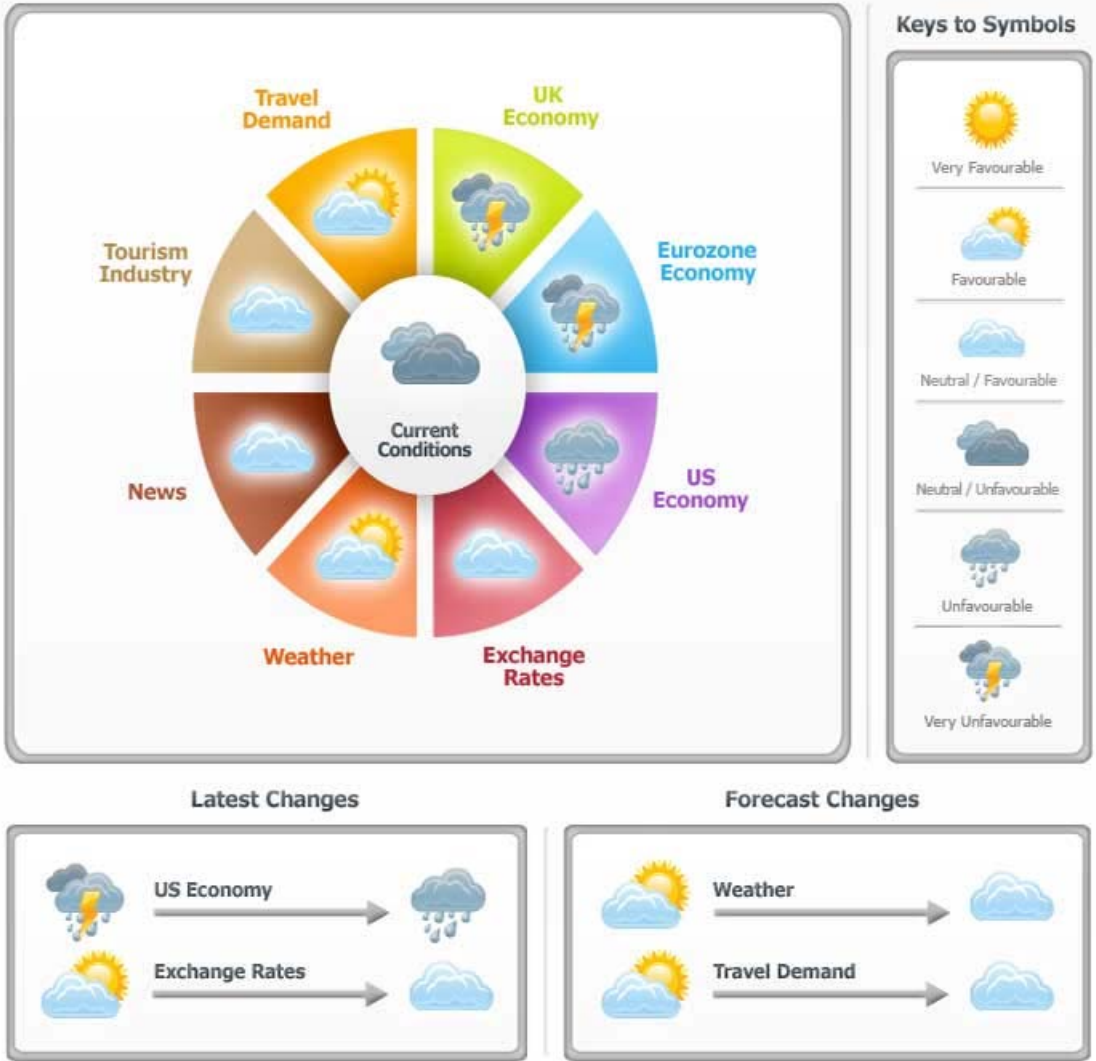 Keys to Symbols
Travel
Demand
UK
Economy
Tourism
Industry
Eurozone
Economy
Current
Conditions
News
US
Economy
Weather
Exchange
Rates
Very Favourable
Favourable
Neutral / Favourable
Neutral / Unfavourable
Unfavourable
Very Unfavourable
Latest Changes
US Economy
Exchange Rates
Forecast Changes
Weather
Travel Demand